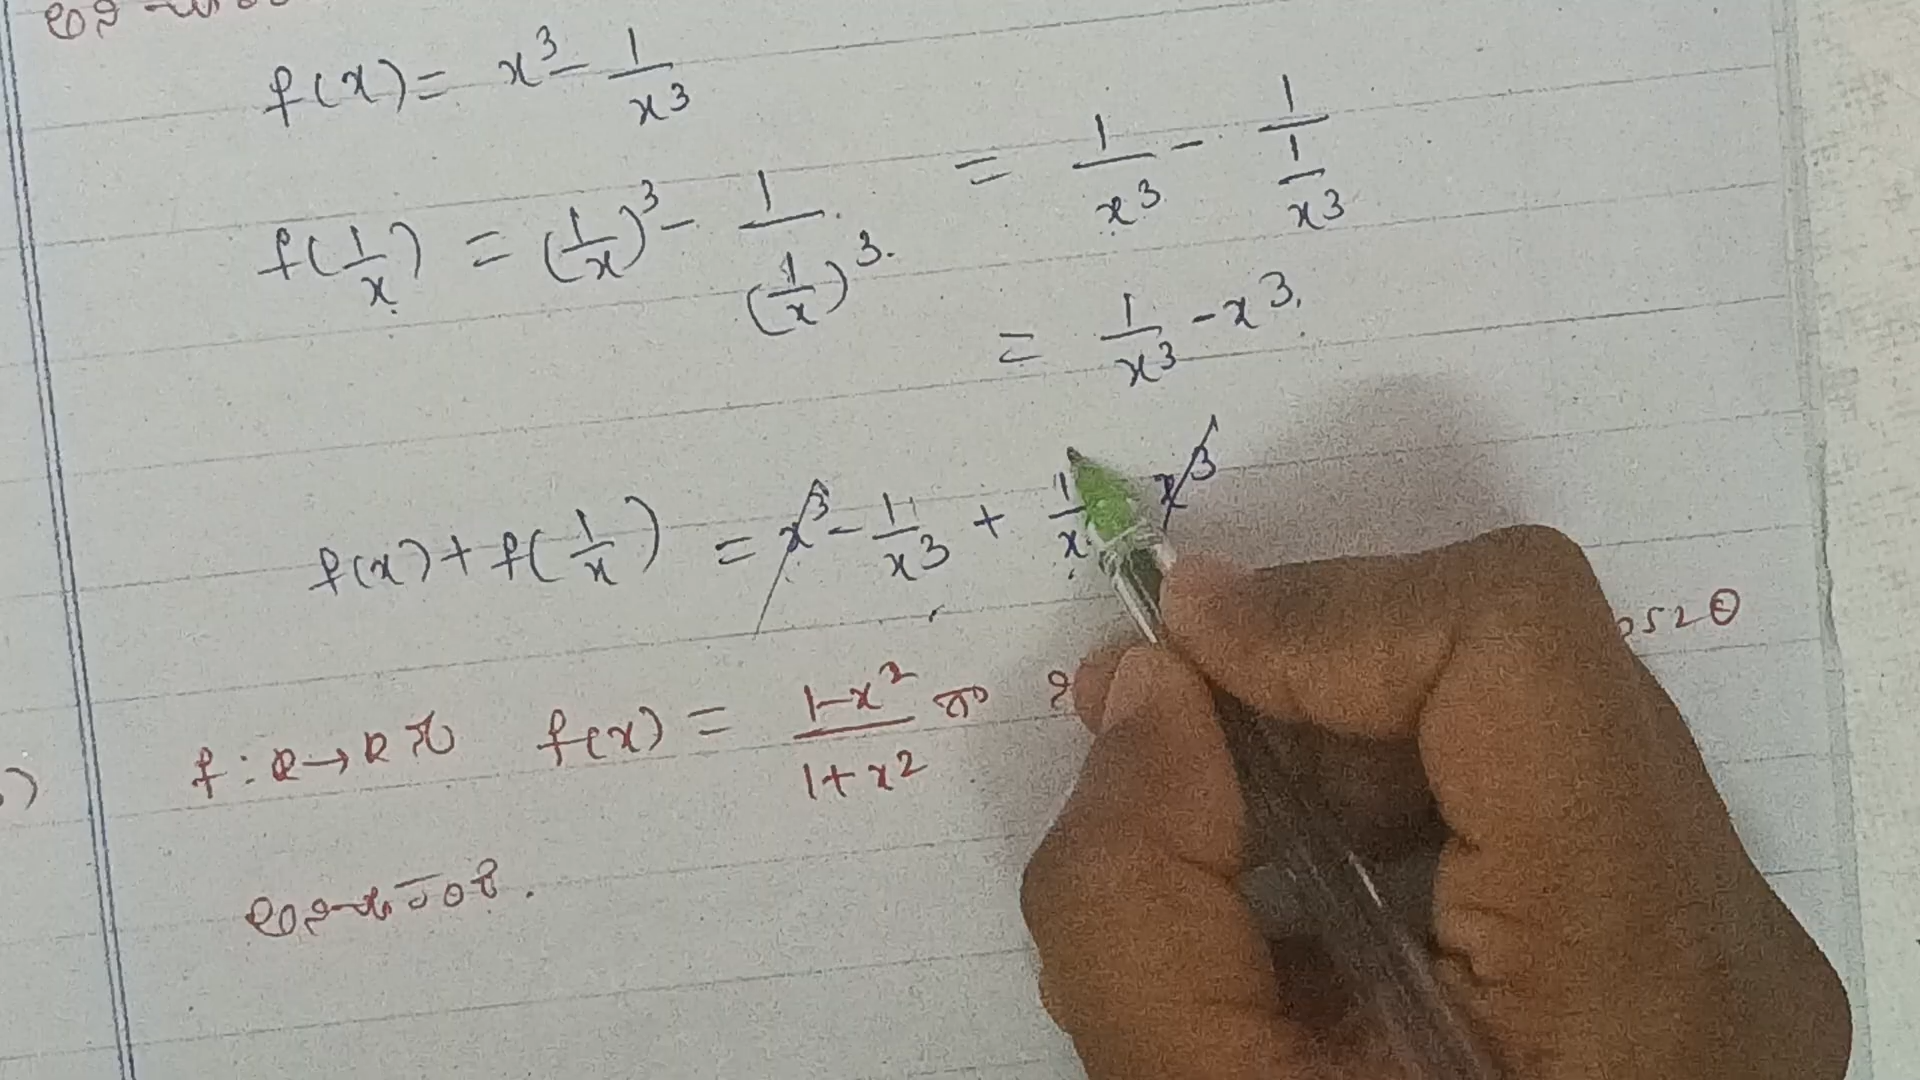 f(x) = x³ - 1/x³
f(1/x) = (1/x)³ - 1/(1/x)³ = 1/x³ - 1/(1/x³)
= 1/x³ - x³.
f(x) + f(1/x) = x³ - 1/x³ + 1/x x³
f : R → R f(x) = (1-x²)/(1+x²) os2θ